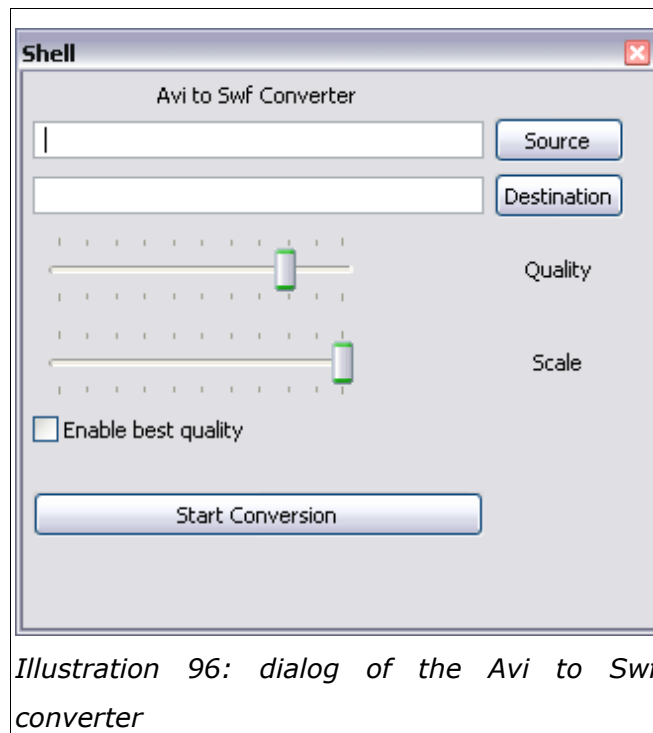 Shell
Avi to Swf Converter
Source
Destination
Quality
Scale
Enable best quality
Start Conversion
Illustration 96: dialog of the Avi to Swf
converter